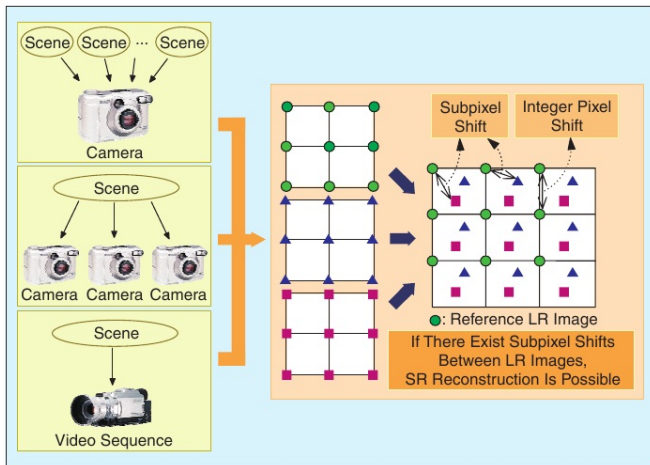 Scene Scene ... Scene
Camera
Scene
Camera Camera Camera
Scene
Video Sequence
Subpixel
Shift
Integer Pixel
Shift
: Reference LR Image
If There Exist Subpixel Shifts
Between LR Images,
SR Reconstruction Is Possible